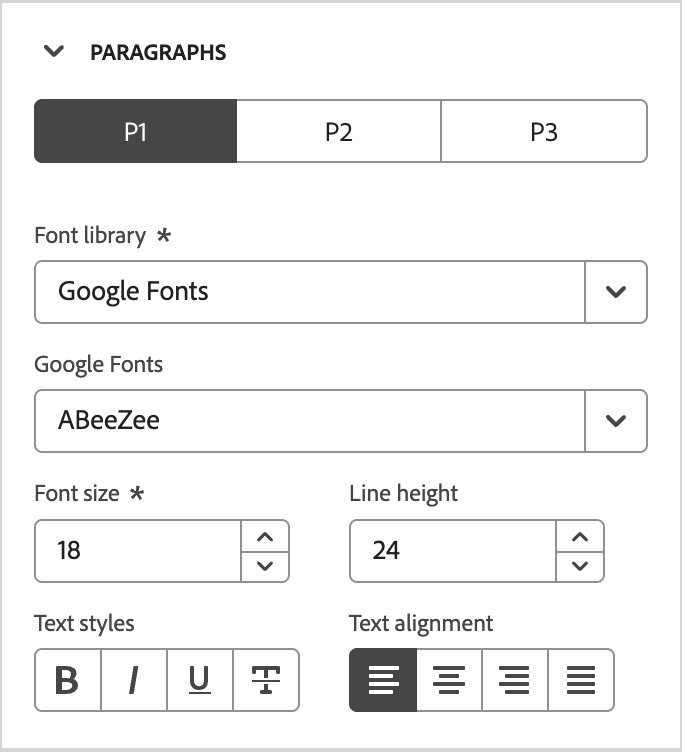 PARAGRAPHS
P1 P2 P3
Font library *
Google Fonts
Google Fonts
ABeeZee
Font size * Line height
18 24
Text styles Text alignment
B I U T